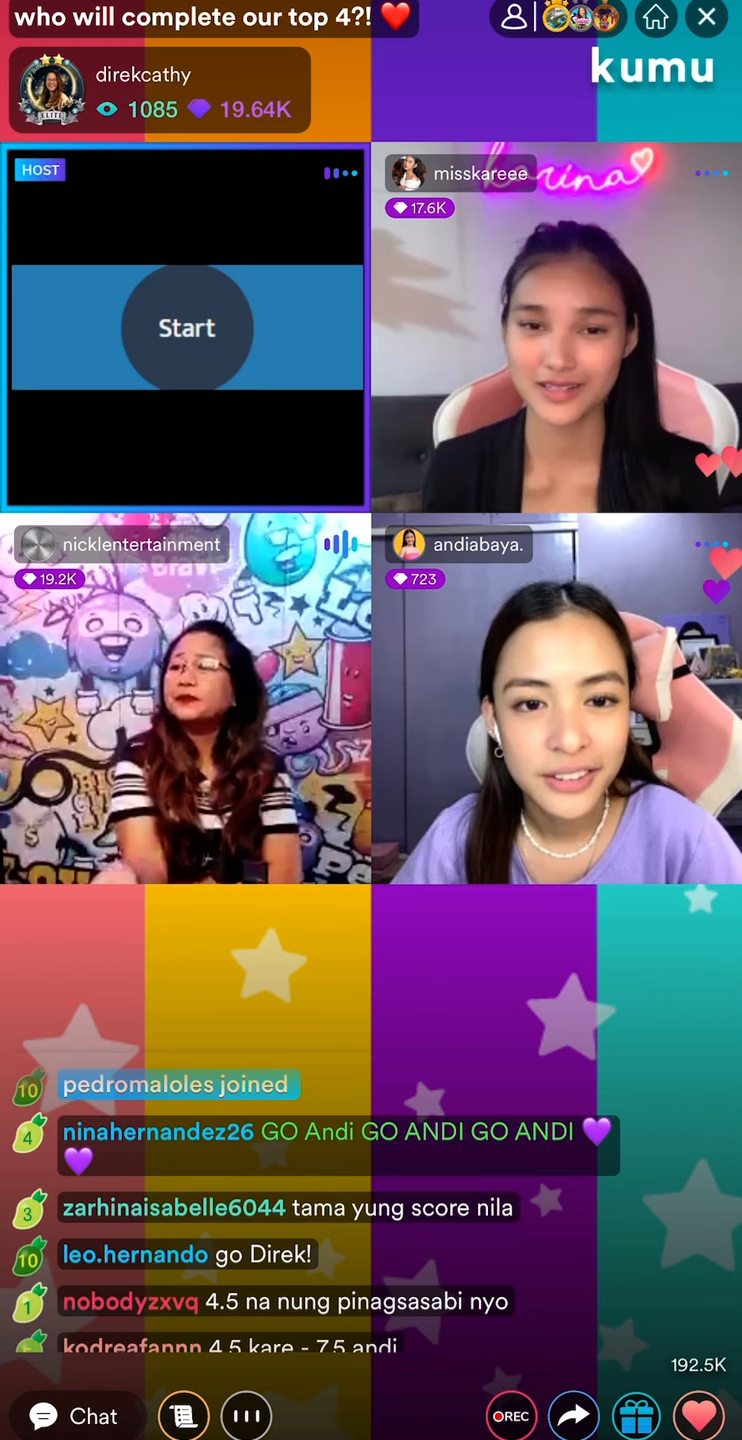 who will complete our top 4?! ❤️
direkcathy
1085 19.64K
ELITE
kumu
HOST
Start
misskareee
17.6K
karina
nicklentertainment
19.2K
andiabaya.
723
10 pedromaloles joined
4 ninahernandez26 GO Andi GO ANDI GO ANDI 💜
💜
3 zarhinaisabelle6044 tama yung score nila
10 leo.hernando go Direk!
1 nobodyzxvq 4.5 na nung pinagsasabi nyo
kodreafannn 4.5 kare - 7.5 andi
192.5K
Chat
REC